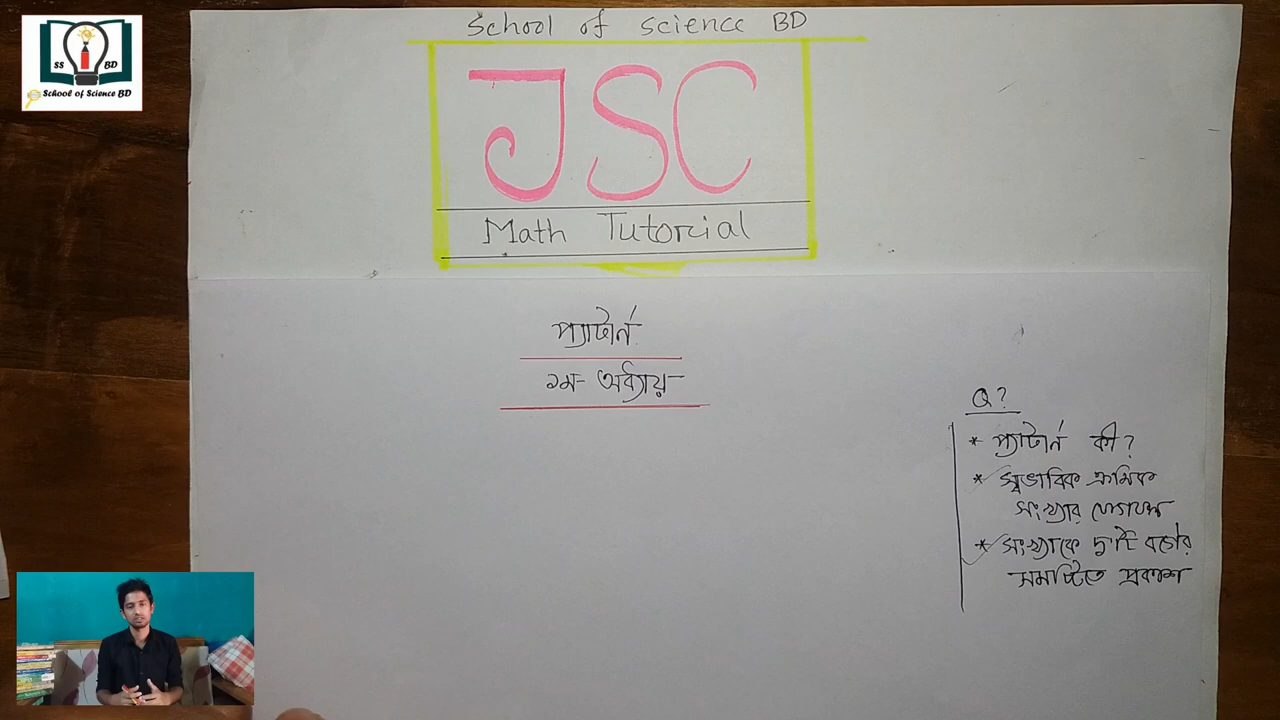 SS BD
School of Science BD
School of science BD
JSC
Math Tutorial
প্যাটার্ন
১ম- অধ্যায়
Q?
* প্যাটার্ন কী?
* স্বভাবিক ক্রমিক
সংখ্যার যোগফল
* সংখ্যাকে দু'টি বর্গের
সমষ্টিতে প্রকাশ